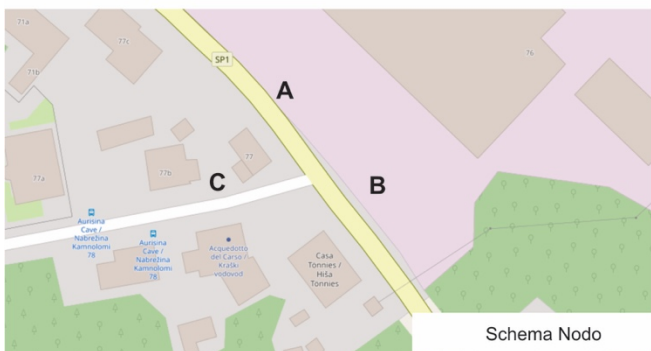 71a
77c
71b
SP1
76
A
77
77b
77a
C
B
Aurisina
Cave /
Nabrežina
Kamnolomi
78
Aurisina
Cave /
Nabrežina
Kamnolomi
78
Acquedotto
del Carso /
Kraški
vodovod
Casa
Tonnies /
Hiša
Tonnies
Schema Nodo